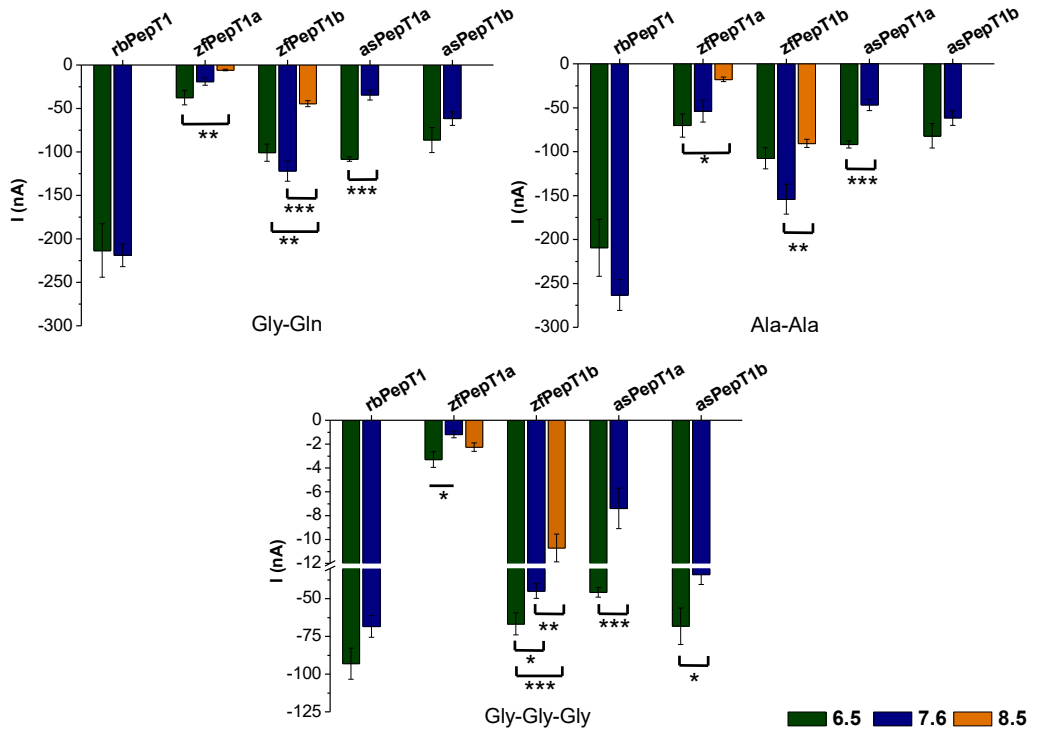 rbPepT1 zfPepT1a zfPepT1b asPepT1a asPepT1b
0
-50
-100
-150
-200
-250
-300
I (nA)
** *** ** ***
Gly-Gln
rbPepT1 zfPepT1a zfPepT1b asPepT1a asPepT1b
0
-50
-100
-150
-200
-250
-300
I (nA)
* ** ***
Ala-Ala
rbPepT1 zfPepT1a zfPepT1b asPepT1a asPepT1b
0
-2
-4
-6
-8
-10
-12
-50
-75
-100
-125
I (nA)
* ** * *** *** *
Gly-Gly-Gly
6.5 7.6 8.5